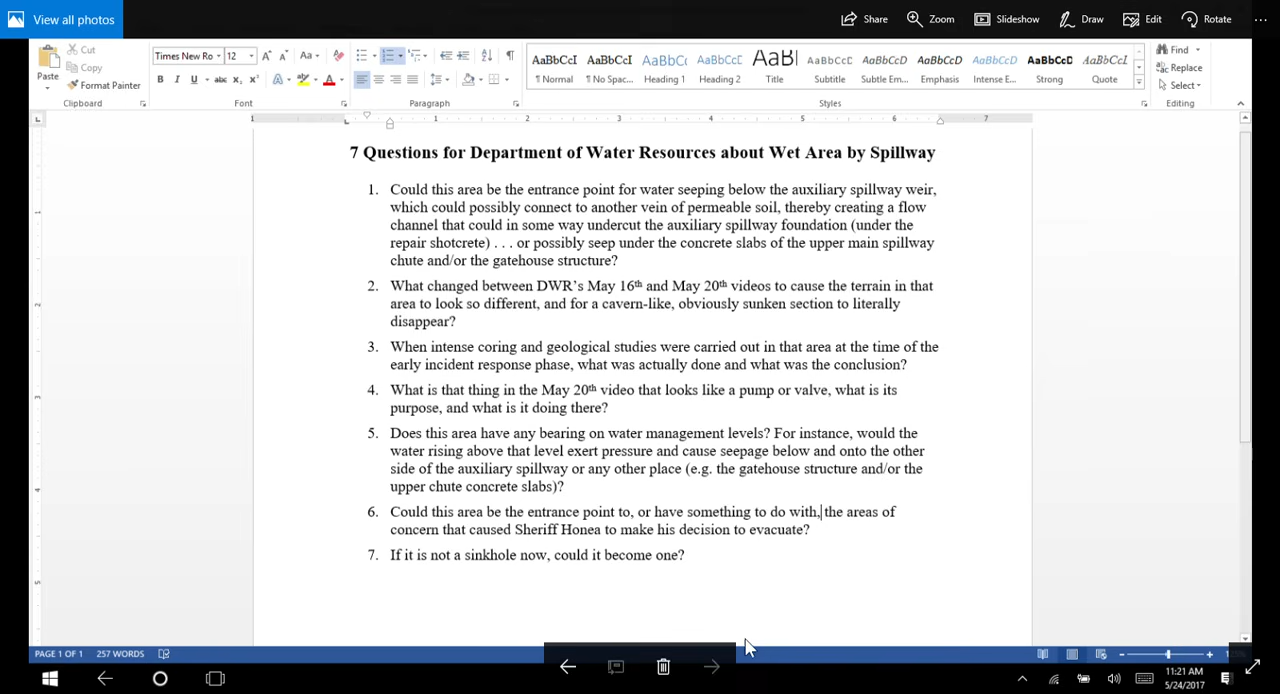 View all photos
Share
Zoom
Slideshow
Draw
Edit
Rotate
Cut
Copy
Format Painter
Paste
Clipboard
Times New Ro
12
Aa
Font
Paragraph
AaBbCcI AaBbCcI AaBbC( AaBbCcC AaB AaBbCcD AaBbCcD AaBbCcD AaBbCcD AaBbCcD AaBbCcD
¶ Normal ¶ No Spac... Heading 1 Heading 2 Title Subtitle Subtle Em... Emphasis Intense E... Strong Quote
Styles
Find
Replace
Select
Editing
7 Questions for Department of Water Resources about Wet Area by Spillway
1. Could this area be the entrance point for water seeping below the auxiliary spillway weir,
which could possibly connect to another vein of permeable soil, thereby creating a flow
channel that could in some way undercut the auxiliary spillway foundation (under the
repair shotcrete) . . . or possibly seep under the concrete slabs of the upper main spillway
chute and/or the gatehouse structure?
2. What changed between DWR's May 16th and May 20th videos to cause the terrain in that
area to look so different, and for a cavern-like, obviously sunken section to literally
disappear?
3. When intense coring and geological studies were carried out in that area at the time of the
early incident response phase, what was actually done and what was the conclusion?
4. What is that thing in the May 20th video that looks like a pump or valve, what is its
purpose, and what is it doing there?
5. Does this area have any bearing on water management levels? For instance, would the
water rising above that level exert pressure and cause seepage below and onto the other
side of the auxiliary spillway or any other place (e.g. the gatehouse structure and/or the
upper chute concrete slabs)?
6. Could this area be the entrance point to, or have something to do with, the areas of
concern that caused Sheriff Honea to make his decision to evacuate?
7. If it is not a sinkhole now, could it become one?
PAGE 1 OF 1 257 WORDS
11:21 AM
5/24/2017